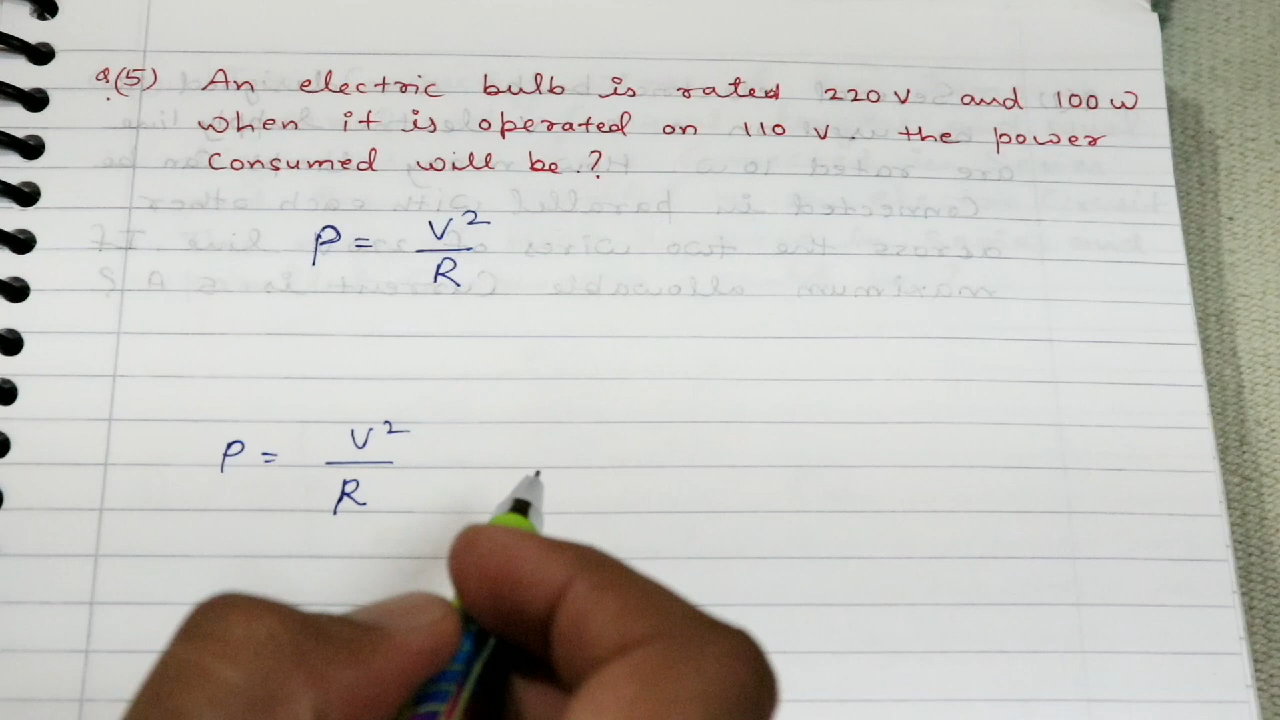 Q(5) An electric bulb is rated 220 V and 100 W
when it is operated on 110 V. the power
Consumed will be.?
P = V²
R
P = V²
R